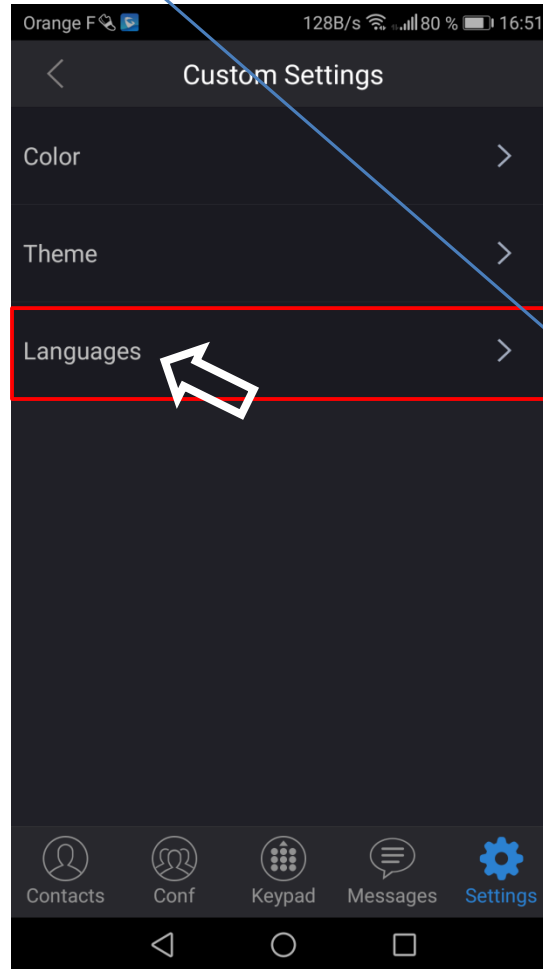 Orange F 128B/s 80 % 16:51
Custom Settings
Color
Theme
Languages
Contacts Conf Keypad Messages Settings